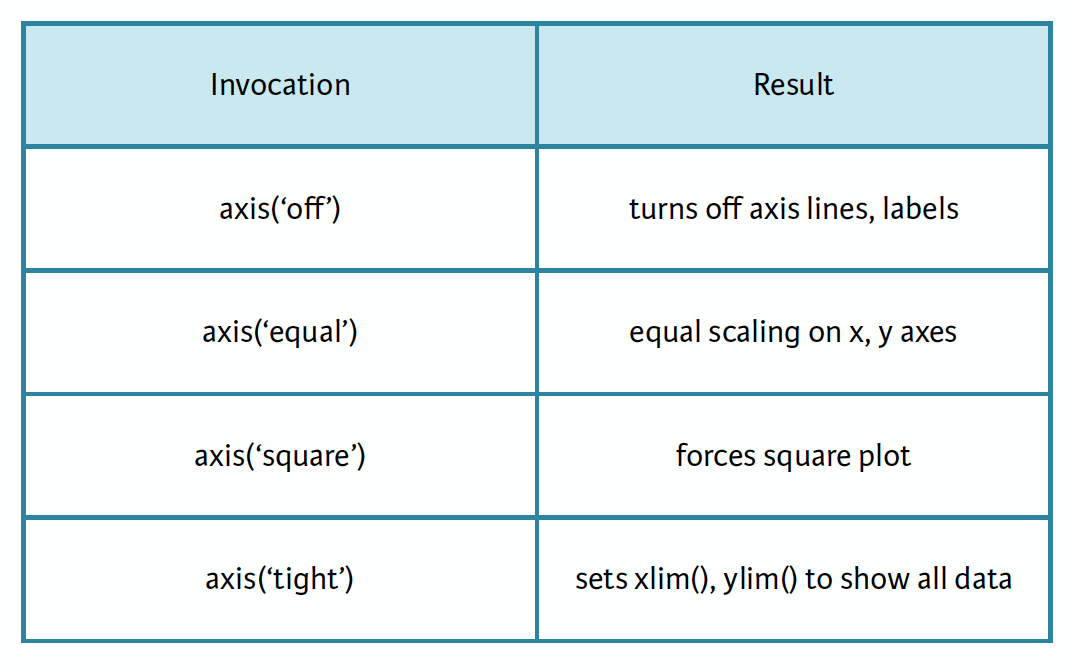 Invocation Result
axis(‘off’) turns off axis lines, labels
axis(‘equal’) equal scaling on x, y axes
axis(‘square’) forces square plot
axis(‘tight’) sets xlim(), ylim() to show all data